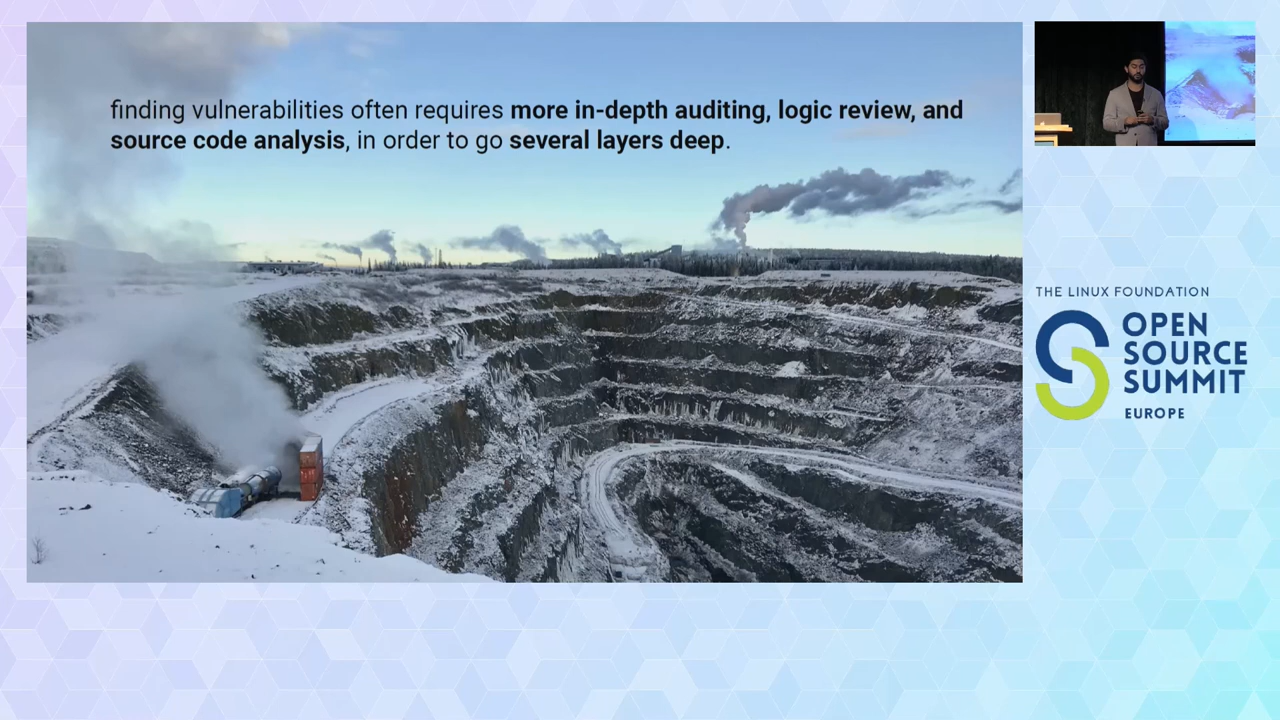 finding vulnerabilities often requires more in-depth auditing, logic review, and
source code analysis, in order to go several layers deep.
THE LINUX FOUNDATION
OPEN
SOURCE
SUMMIT
EUROPE